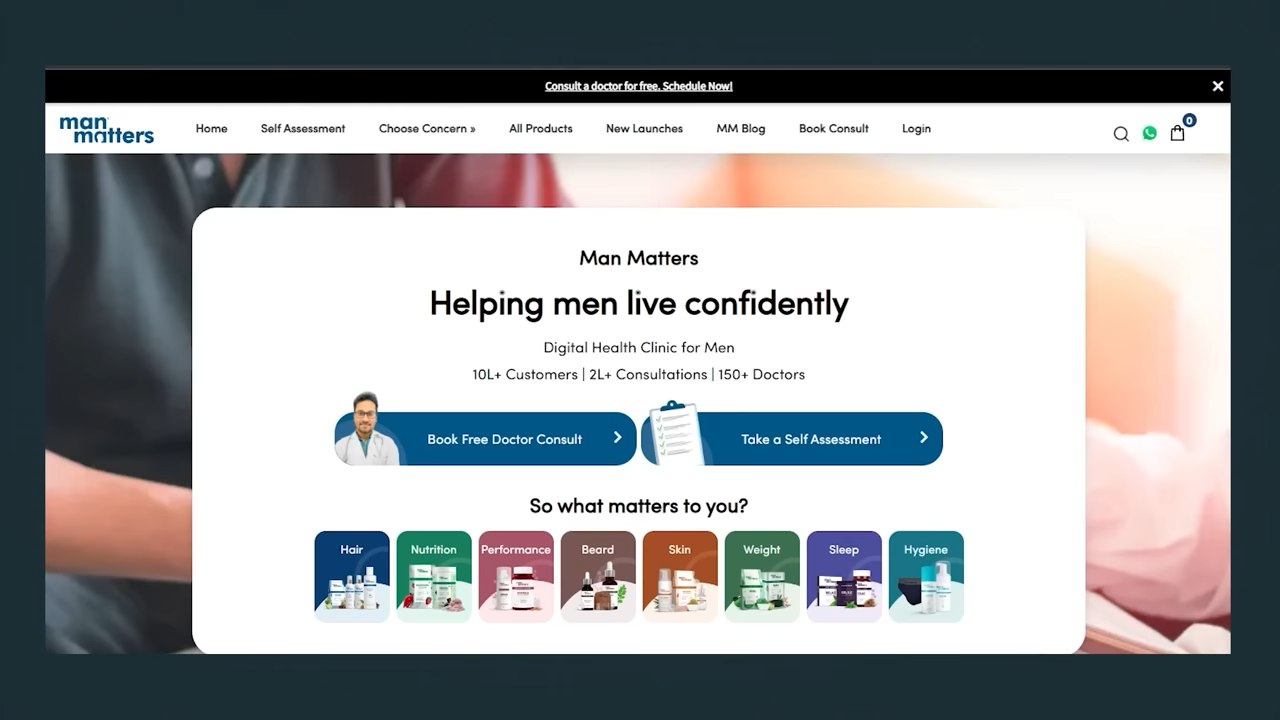 Consult a doctor for free. Schedule Now!
man matters
Home Self Assessment Choose Concern » All Products New Launches MM Blog Book Consult Login 0
Man Matters
Helping men live confidently
Digital Health Clinic for Men
10L+ Customers | 2L+ Consultations | 150+ Doctors
Book Free Doctor Consult Take a Self Assessment
So what matters to you?
Hair Nutrition Performance Beard Skin Weight Sleep Hygiene